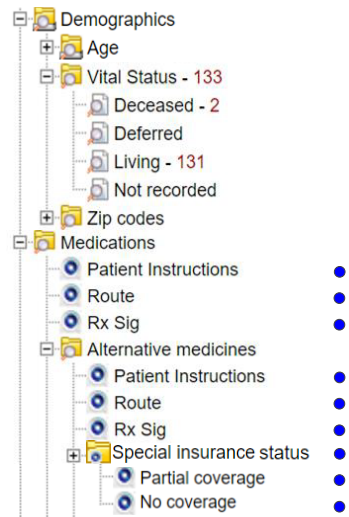 Demographics
Age
Vital Status - 133
Deceased - 2
Deferred
Living - 131
Not recorded
Zip codes
Medications
Patient Instructions
Route
Rx Sig
Alternative medicines
Patient Instructions
Route
Rx Sig
Special insurance status
Partial coverage
No coverage